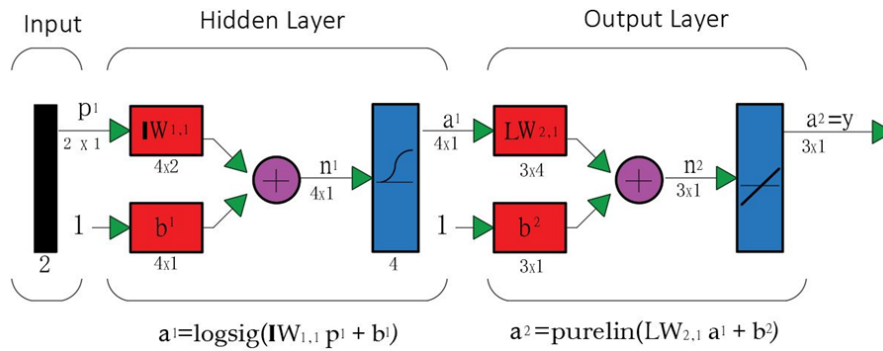 Input Hidden Layer Output Layer
p¹ a¹ a²=y
IW₁,₁ LW₂,₁
2 x 1 4x1 3x1
4x2 n¹ 3x4 n²
4x1 3x1
1 b¹ 1 b²
2 4x1 4 3x1
a¹=logsig(IW₁,₁ p¹ + b¹) a²=purelin(LW₂,₁ a¹ + b²)